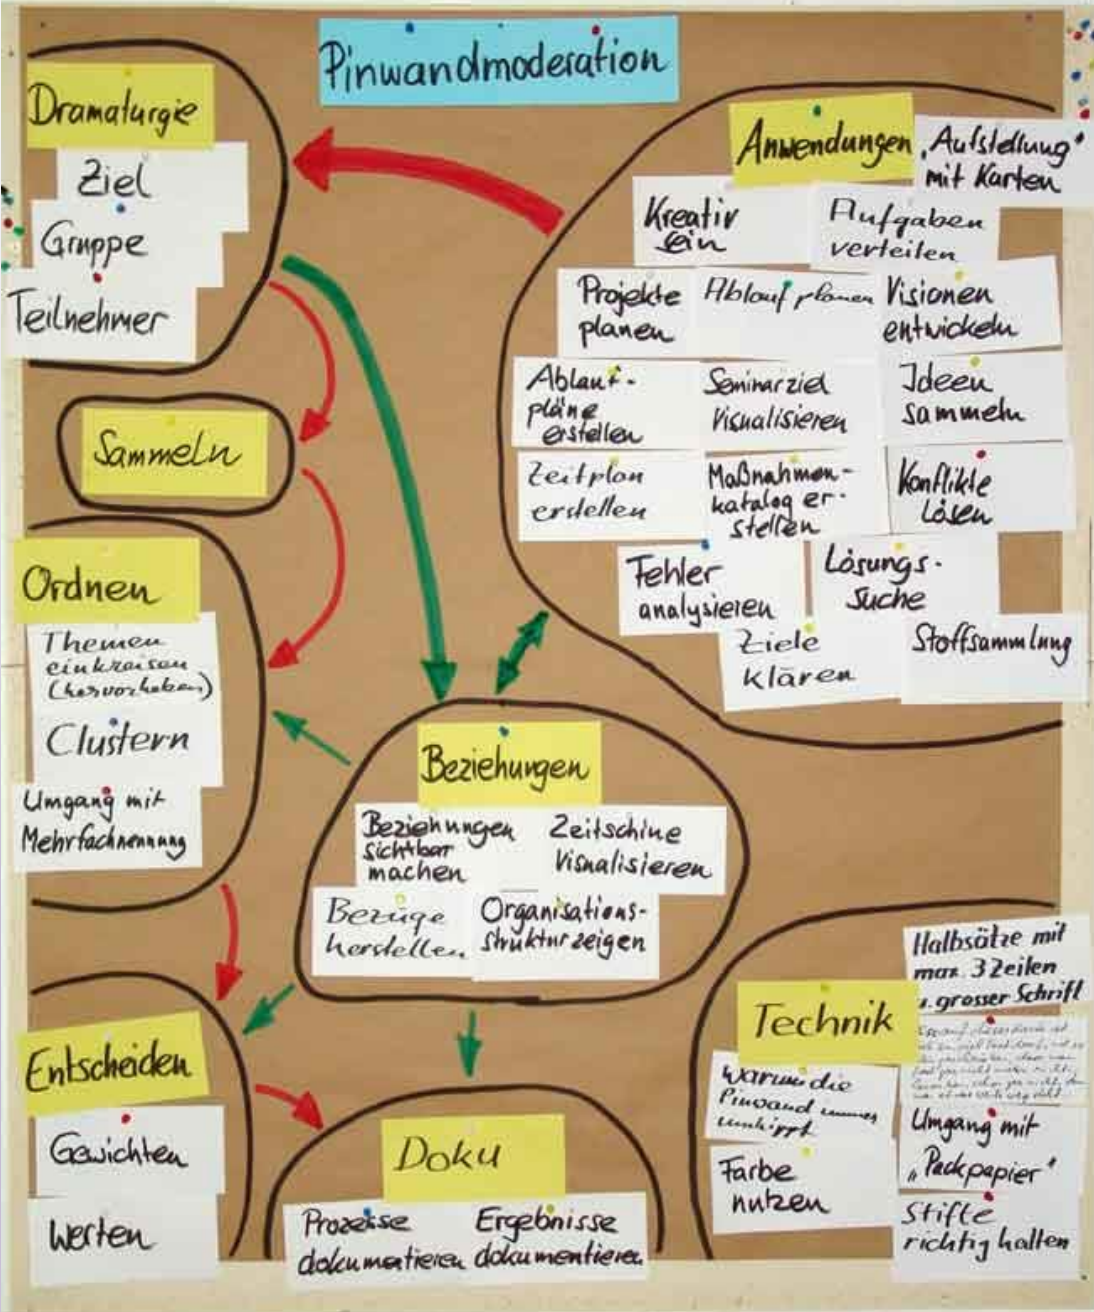 Pinwandmoderation
Dramaturgie
Ziel
Gruppe
Teilnehmer
Sammeln
Ordnen
Themen
einkreisen
(hervorheben)
Clustern
Umgang mit
Mehrfachnennung
Entscheiden
Gewichten
Werten
Anwendungen
"Aufstellung"
mit Karten
Kreativ
sein
Aufgaben
verteilen
Projekte
planen
Ablauf planen
Visionen
entwickeln
Ablauf-
pläne
erstellen
Seminarziel
Visualisieren
Ideen
sammeln
Zeitplan
erstellen
Maßnahmen-
katalog er-
stellen
Konflikte
Lösen
Fehler
analysieren
Lösungs-
suche
Ziele
klären
Stoffsammlung
Beziehungen
Beziehungen
sichtbar
machen
Zeitschine
Visualisieren
Bezüge
herstellen
Organisations-
struktur zeigen
Doku
Prozesse
dokumentieren
Ergebnisse
dokumentieren
Technik
Halbsätze mit
max. 3 Zeilen
u. grosser Schrift
Warum die
Pinwand immer
umkippt
Umgang mit
„Packpapier"
Farbe
nutzen
Stifte
richtig halten